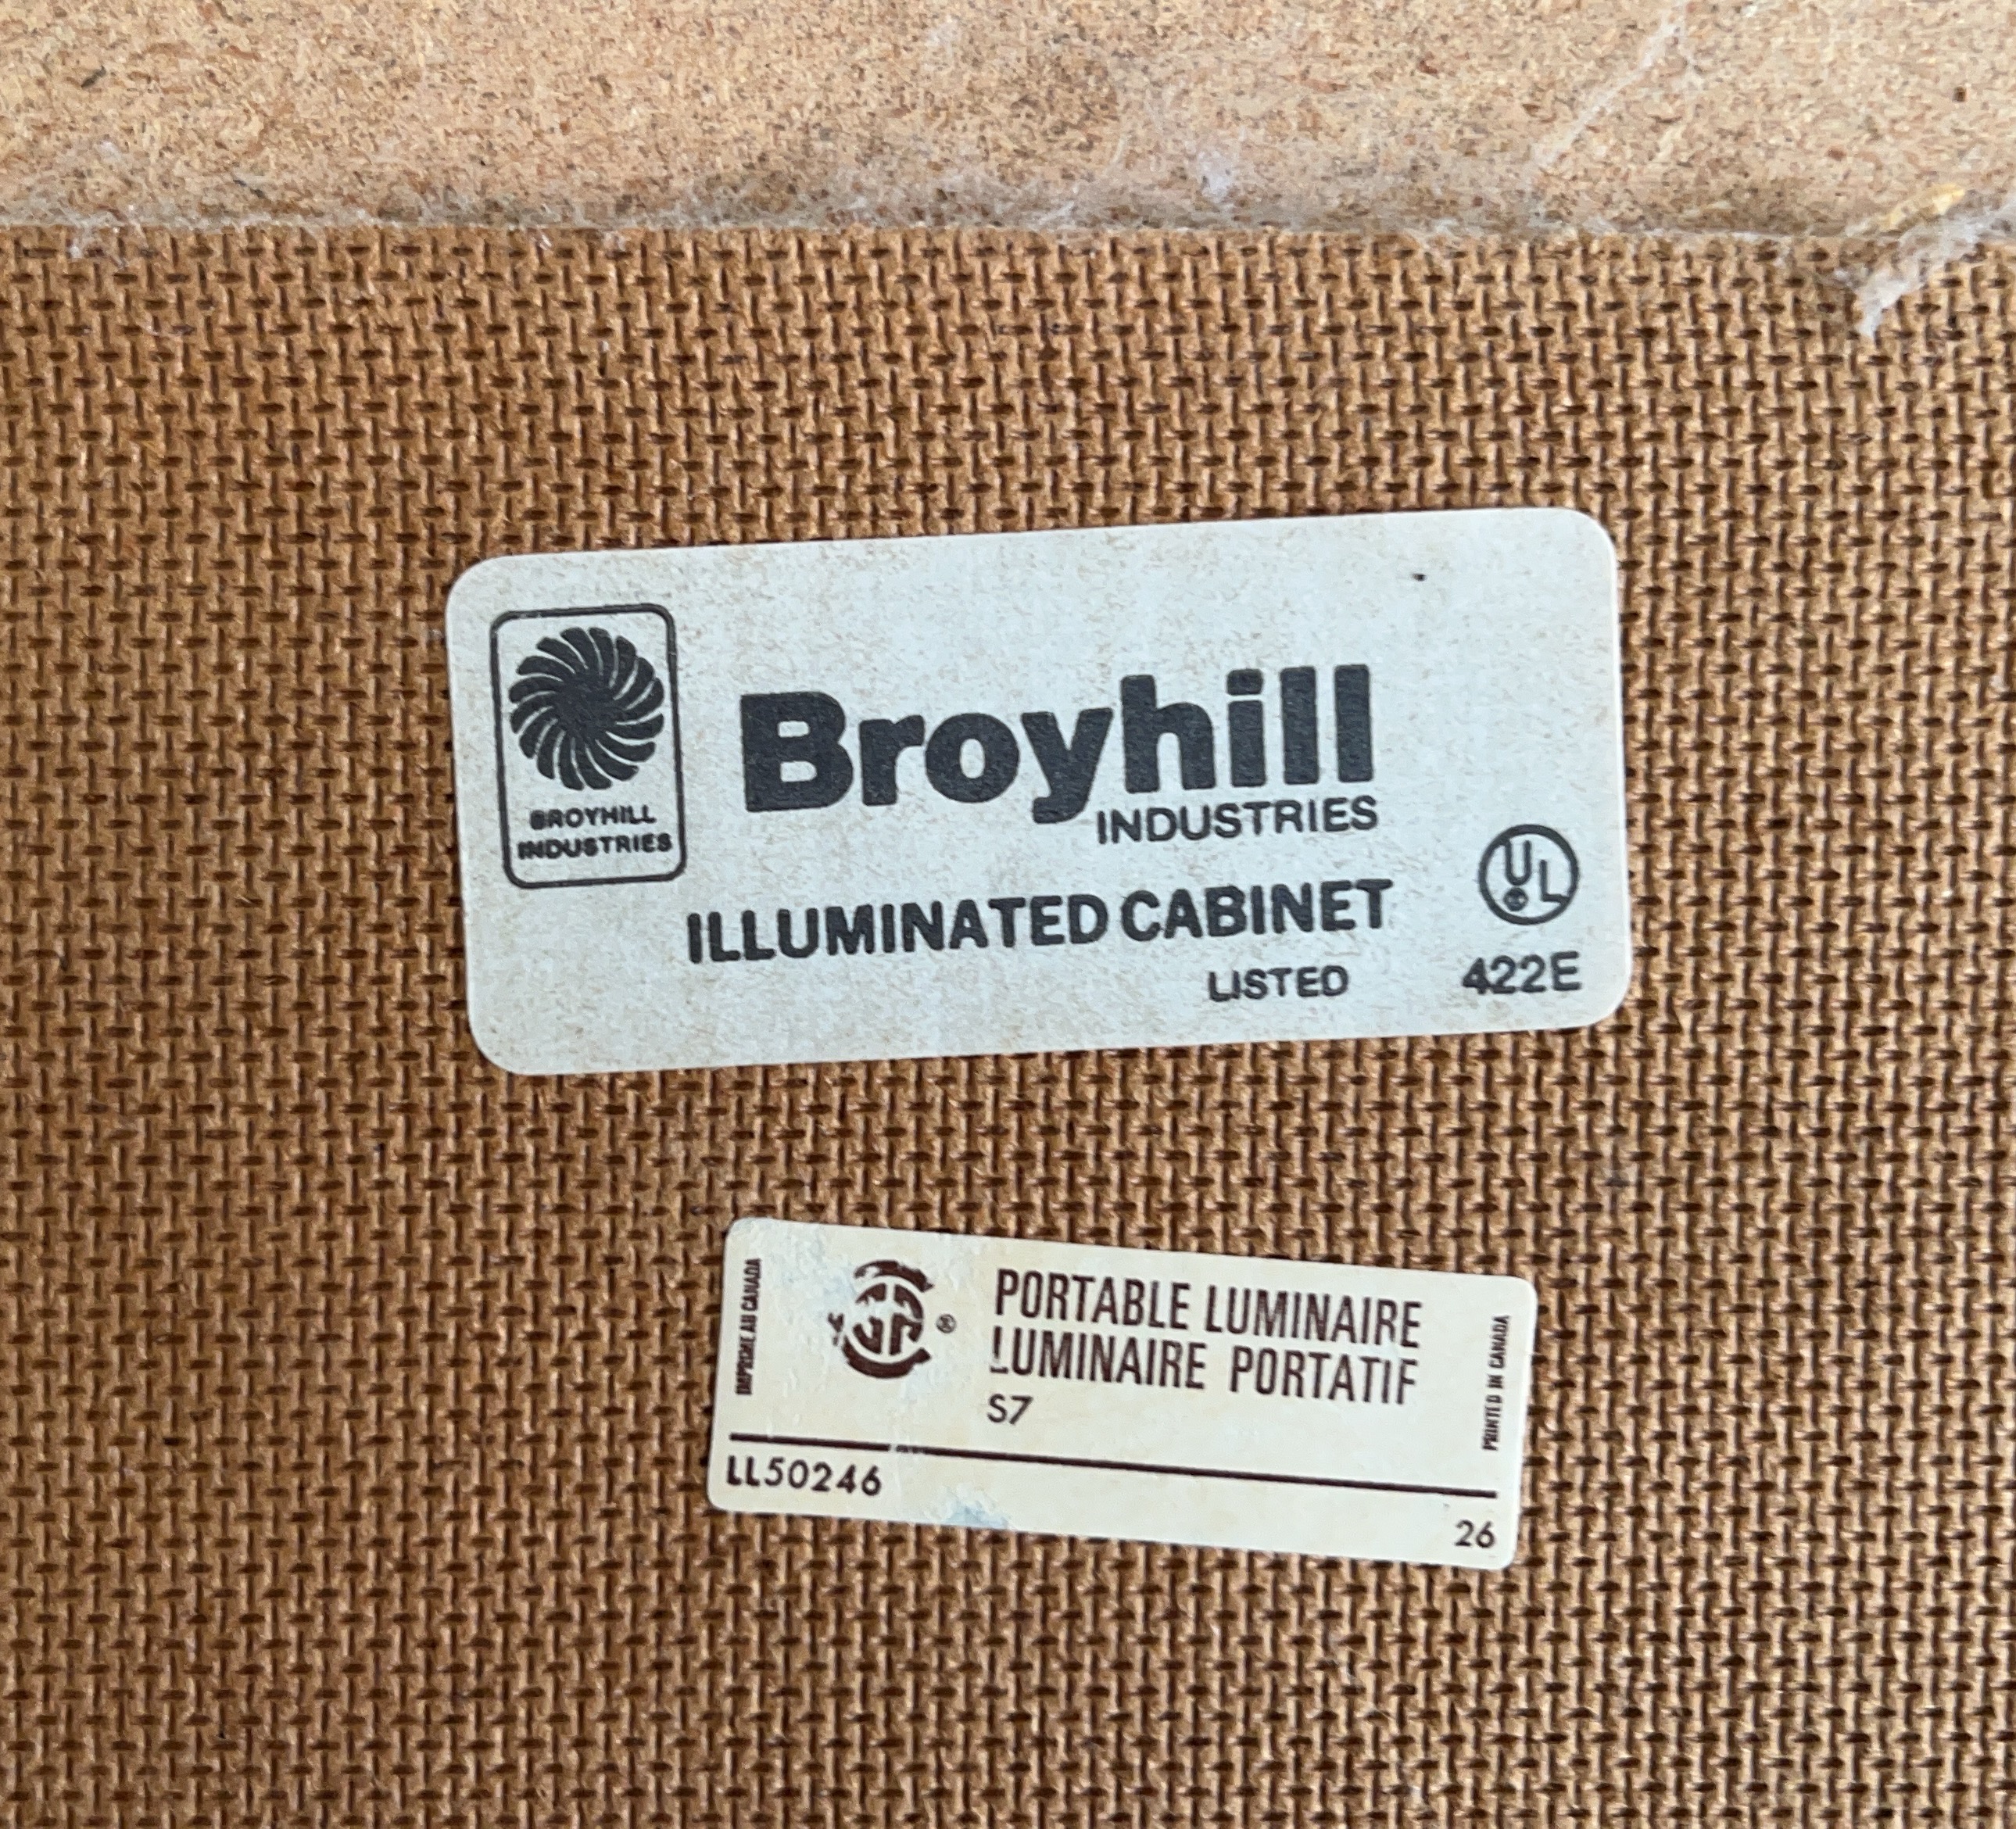 BROYHILL
INDUSTRIES
Broyhill
INDUSTRIES
ILLUMINATED CABINET
LISTED
UL
422E
IMPRIMÉ AU CANADA
®
PORTABLE LUMINAIRE
LUMINAIRE PORTATIF
S7
PRINTED IN CANADA
LL50246
26